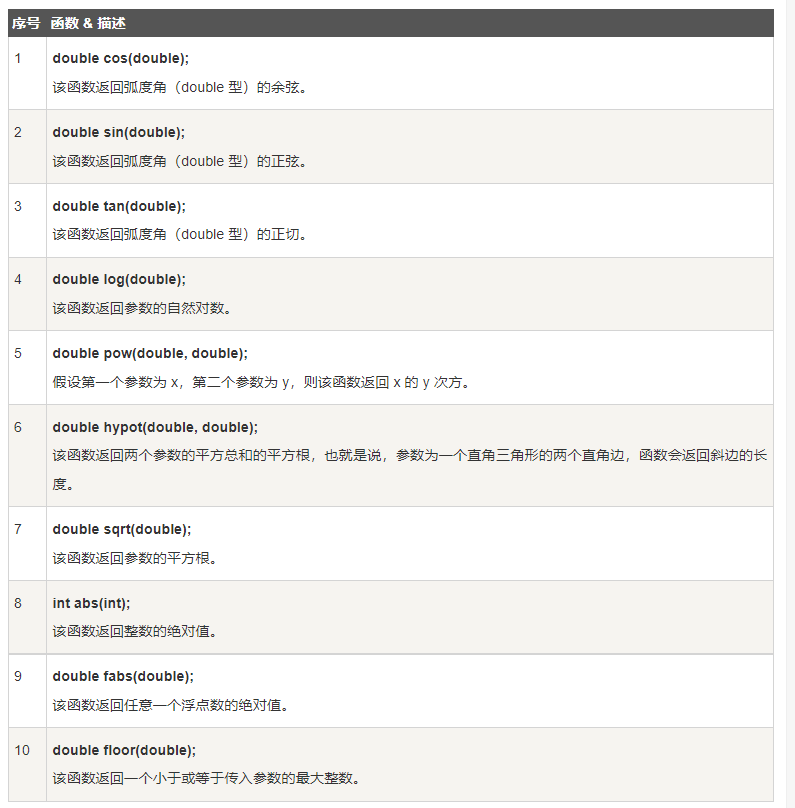 序号 函数 & 描述
1 double cos(double);
该函数返回弧度角（double 型）的余弦。
2 double sin(double);
该函数返回弧度角（double 型）的正弦。
3 double tan(double);
该函数返回弧度角（double 型）的正切。
4 double log(double);
该函数返回参数的自然对数。
5 double pow(double, double);
假设第一个参数为 x，第二个参数为 y，则该函数返回 x 的 y 次方。
6 double hypot(double, double);
该函数返回两个参数的平方总和的平方根，也就是说，参数为一个直角三角形的两个直角边，函数会返回斜边的长
度。
7 double sqrt(double);
该函数返回参数的平方根。
8 int abs(int);
该函数返回整数的绝对值。
9 double fabs(double);
该函数返回任意一个浮点数的绝对值。
10 double floor(double);
该函数返回一个小于或等于传入参数的最大整数。